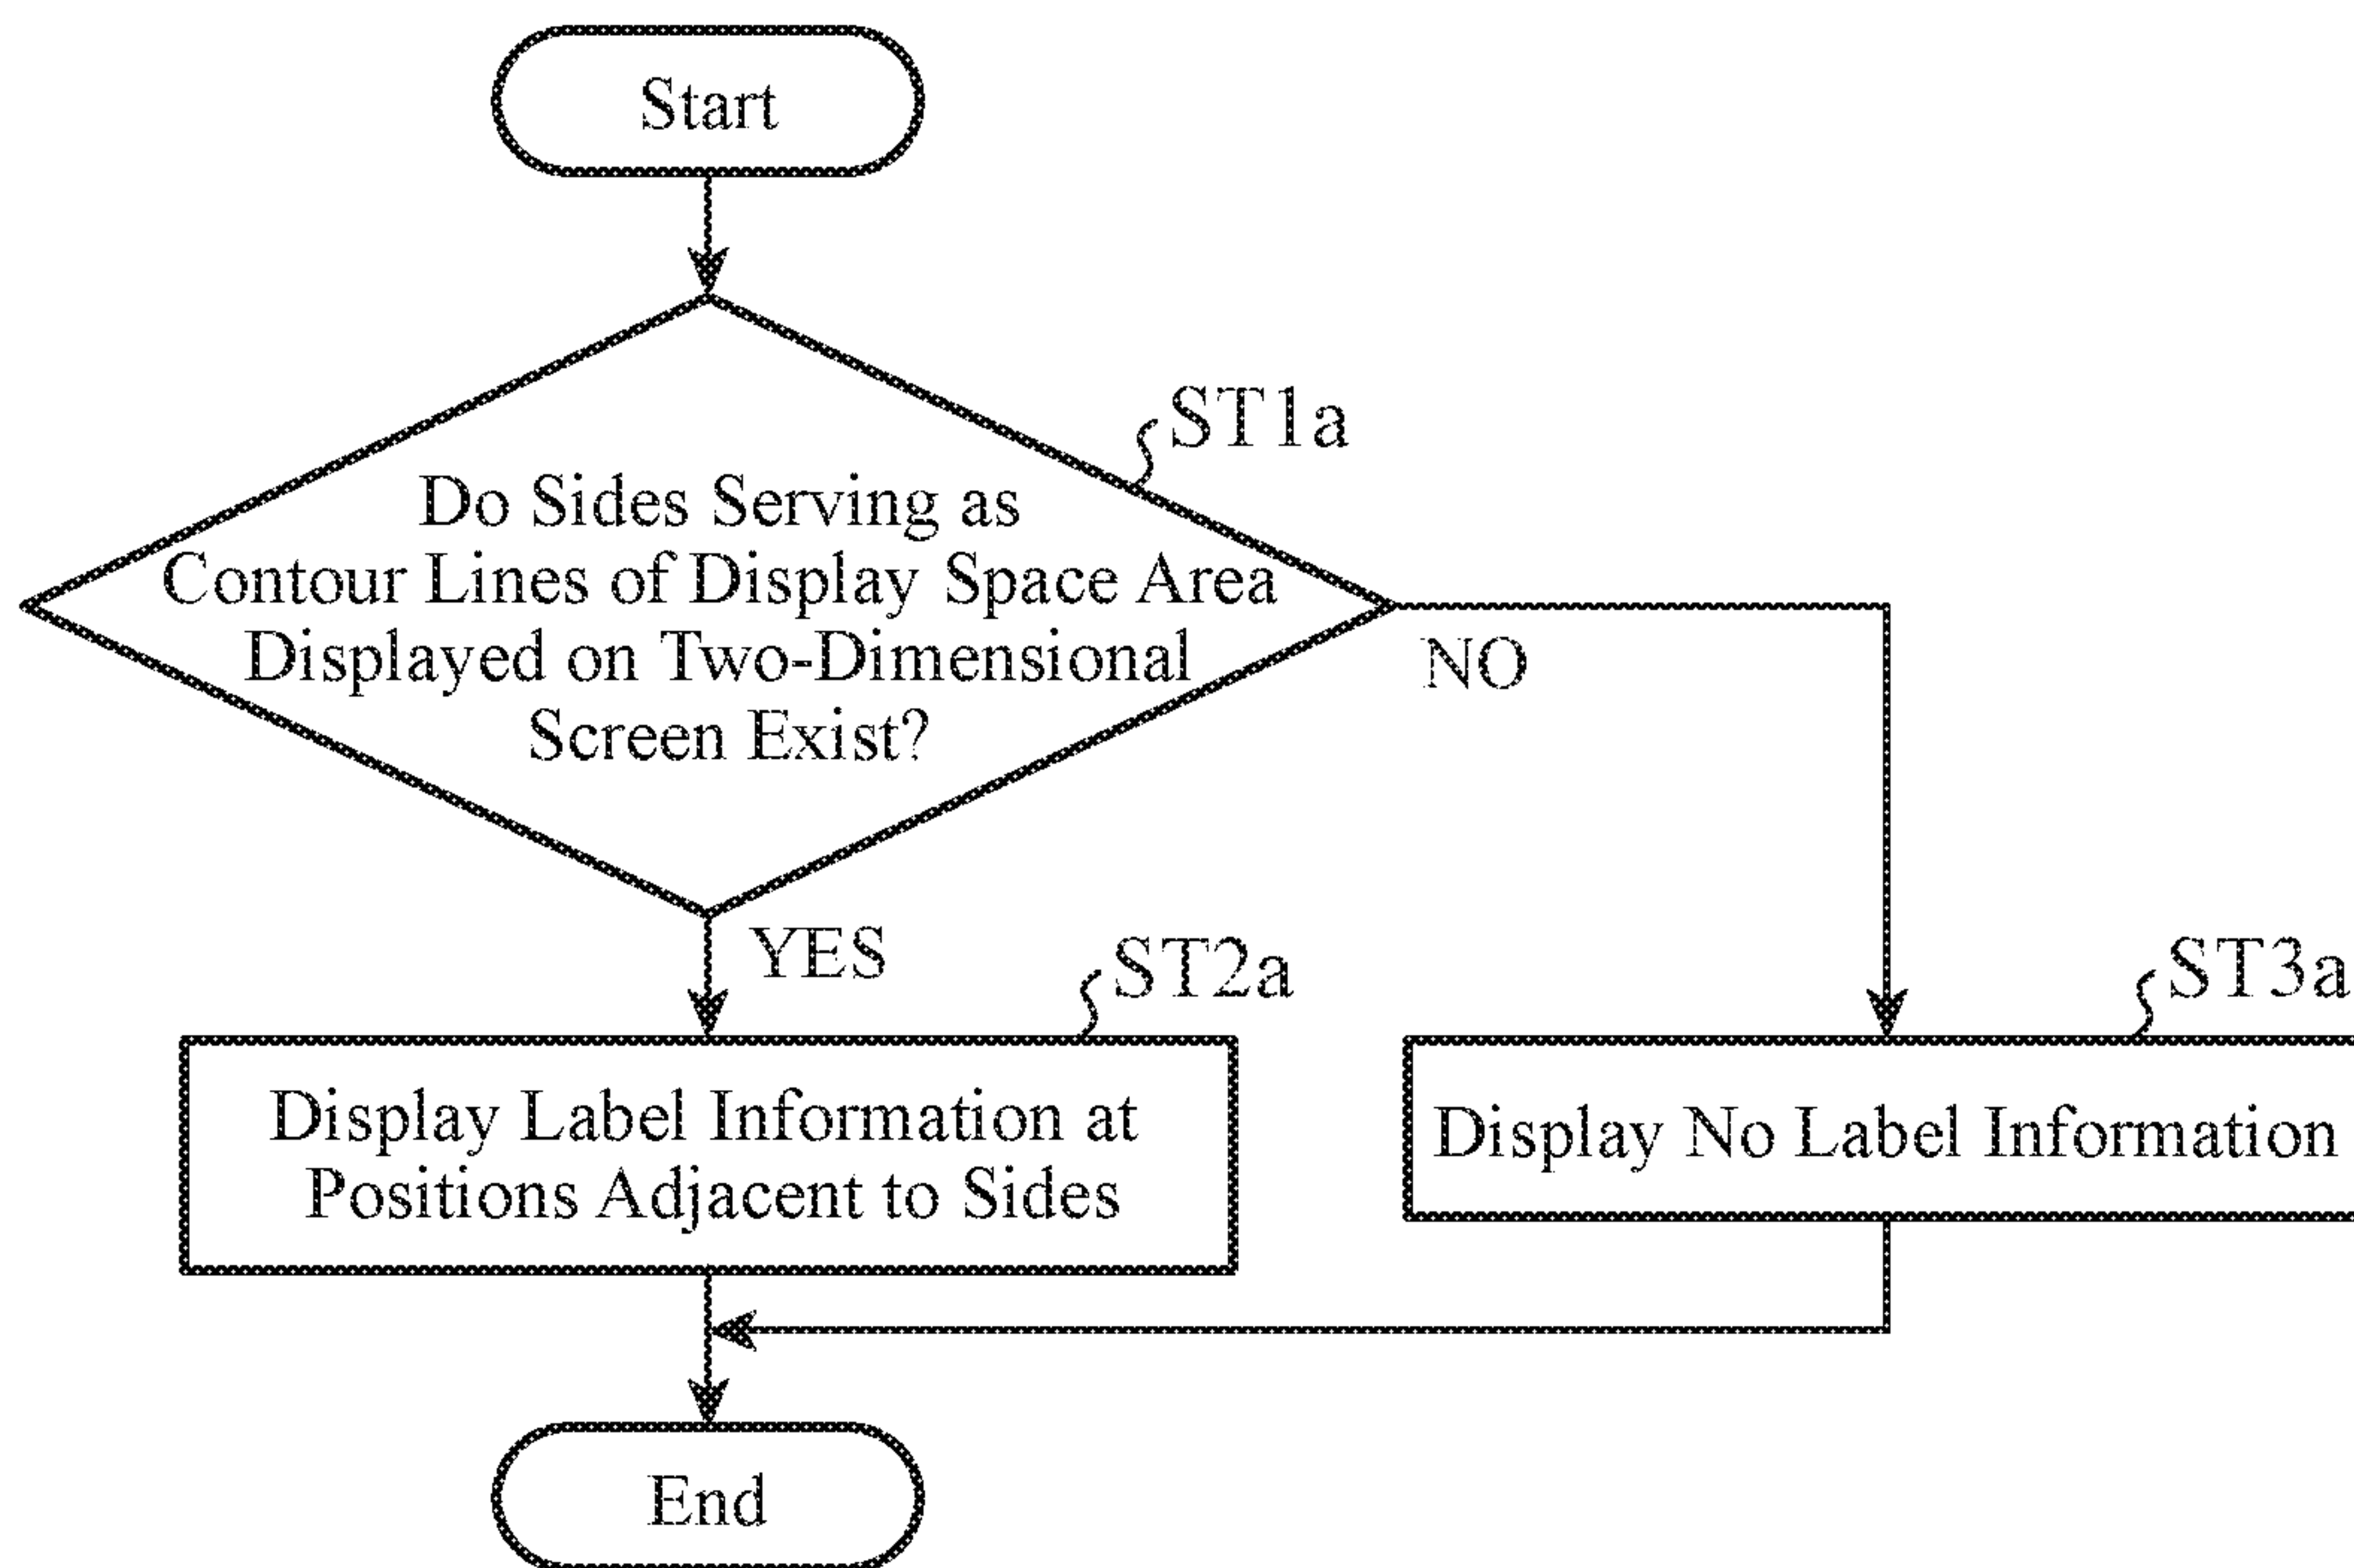 Start
ST1a
Do Sides Serving as
Contour Lines of Display Space Area
Displayed on Two-Dimensional
Screen Exist?
NO
YES
ST2a
ST3a
Display Label Information at
Positions Adjacent to Sides
Display No Label Information
End